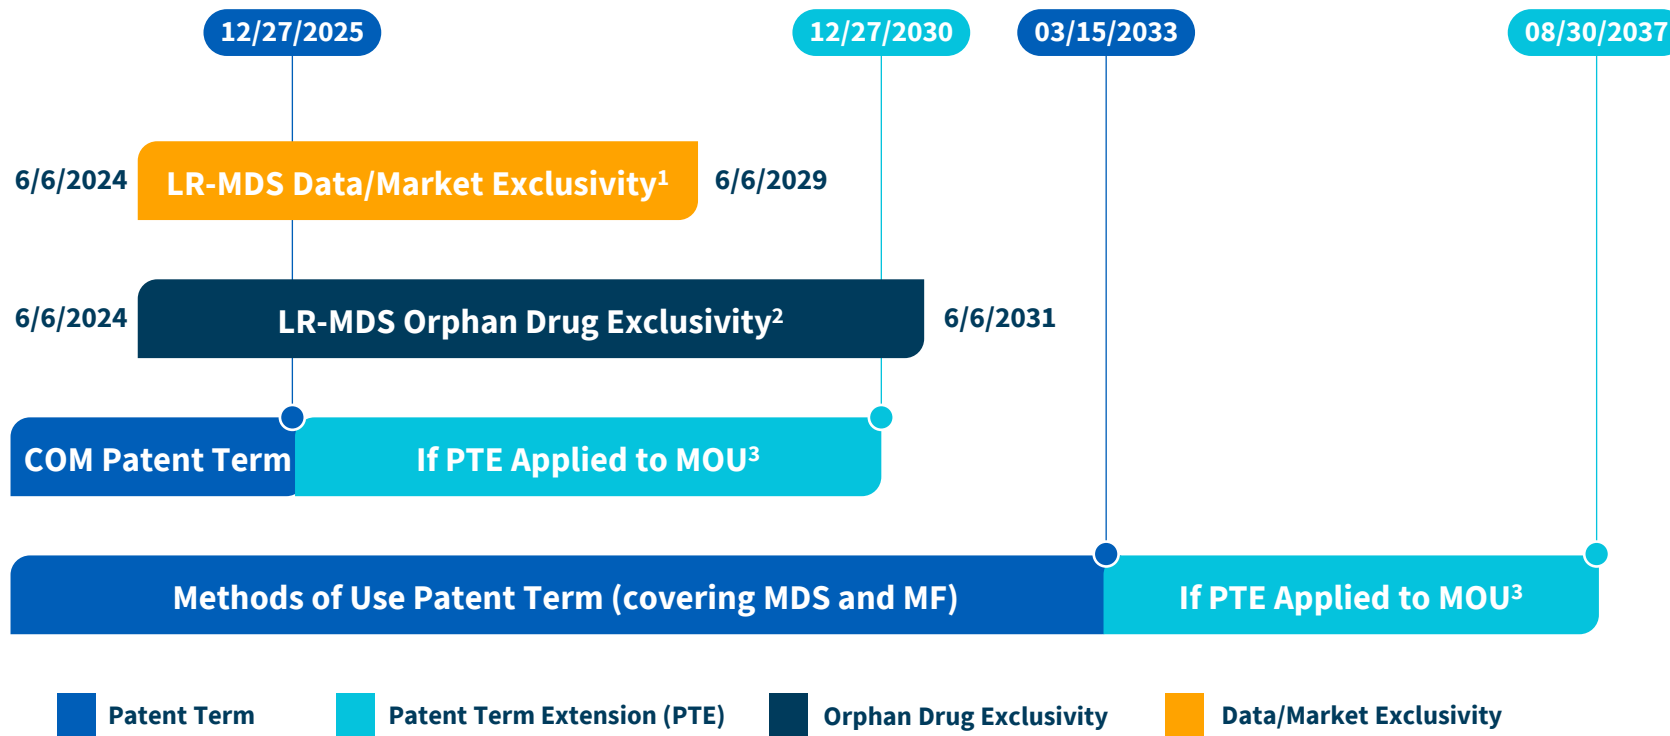 12/27/2025
12/27/2030
03/15/2033
08/30/2037
6/6/2024
LR-MDS Data/Market Exclusivity¹
6/6/2029
6/6/2024
LR-MDS Orphan Drug Exclusivity²
6/6/2031
COM Patent Term
If PTE Applied to MOU³
Methods of Use Patent Term (covering MDS and MF)
If PTE Applied to MOU³
Patent Term
Patent Term Extension (PTE)
Orphan Drug Exclusivity
Data/Market Exclusivity